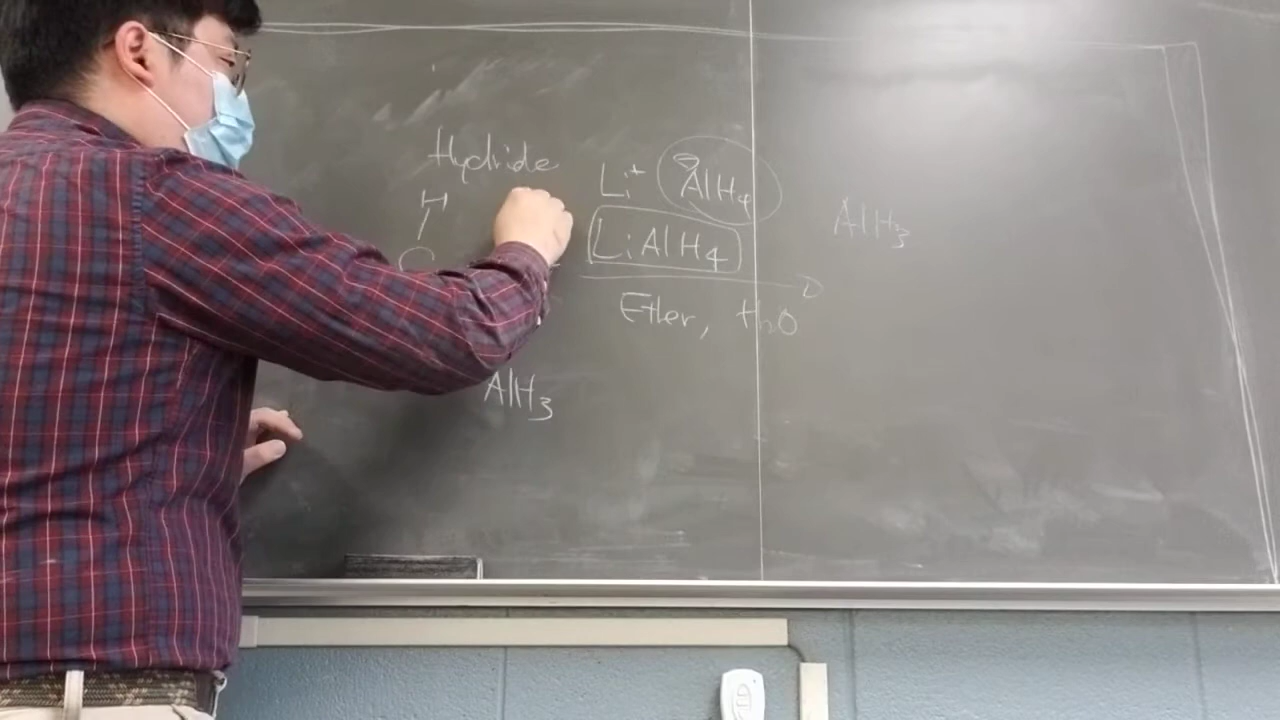 Hydride
Li⁺ ⊖AlH₄
H
LiAlH₄
AlH₃
Ether, H₂O
AlH₃